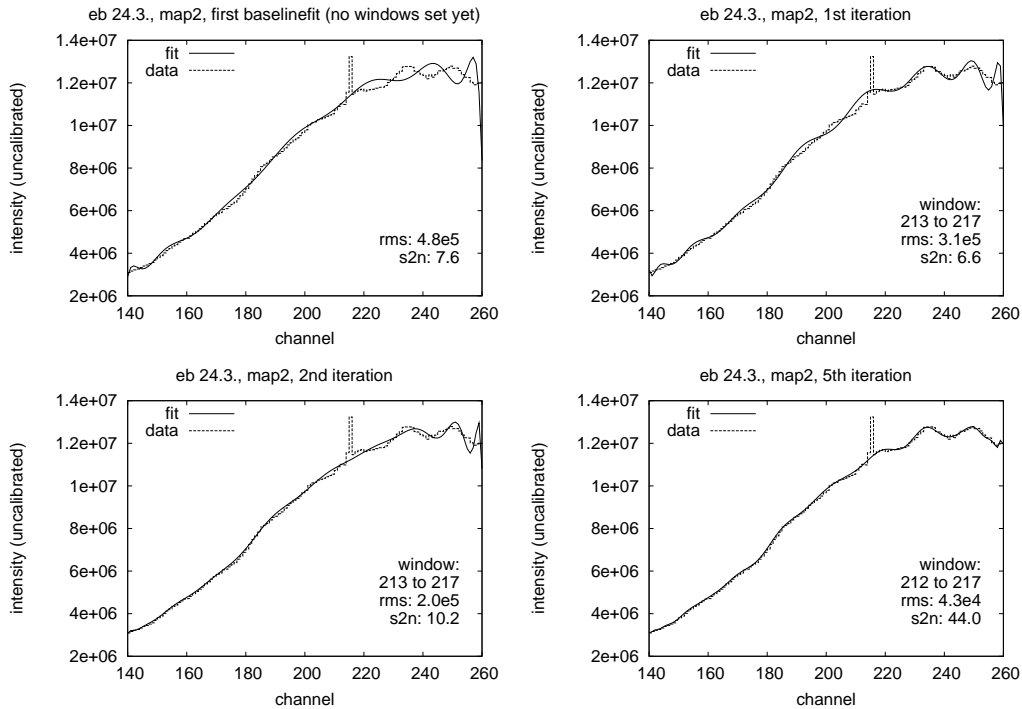 eb 24.3., map2, first baselinefit (no windows set yet)
1.4e+07
1.2e+07
1e+07
8e+06
6e+06
4e+06
2e+06
intensity (uncalibrated)
fit
data
rms: 4.8e5
s2n: 7.6
140 160 180 200 220 240 260
channel
eb 24.3., map2, 1st iteration
1.4e+07
1.2e+07
1e+07
8e+06
6e+06
4e+06
2e+06
intensity (uncalibrated)
fit
data
window:
213 to 217
rms: 3.1e5
s2n: 6.6
140 160 180 200 220 240 260
channel
eb 24.3., map2, 2nd iteration
1.4e+07
1.2e+07
1e+07
8e+06
6e+06
4e+06
2e+06
intensity (uncalibrated)
fit
data
window:
213 to 217
rms: 2.0e5
s2n: 10.2
140 160 180 200 220 240 260
channel
eb 24.3., map2, 5th iteration
1.4e+07
1.2e+07
1e+07
8e+06
6e+06
4e+06
2e+06
intensity (uncalibrated)
fit
data
window:
212 to 217
rms: 4.3e4
s2n: 44.0
140 160 180 200 220 240 260
channel